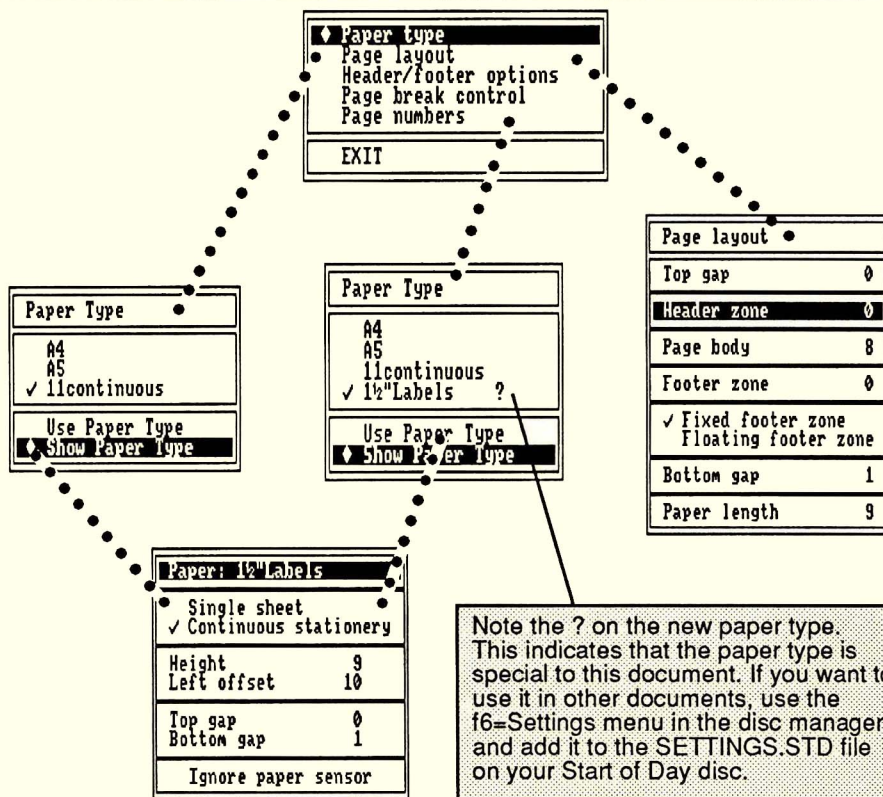 Paper type
Page layout
Header/footer options
Page break control
Page numbers
EXIT
Paper Type
A4
A5
✓ 11continuous
Use Paper Type
Show Paper Type
Paper Type
A4
A5
11continuous
✓ 1½"Labels ?
Use Paper Type
Show Paper Type
Page layout
Top gap 0
Header zone 0
Page body 8
Footer zone 0
✓ Fixed footer zone
Floating footer zone
Bottom gap 1
Paper length 9
Paper: 1½"Labels
Single sheet
✓ Continuous stationery
Height 9
Left offset 10
Top gap 0
Bottom gap 1
Ignore paper sensor
Note the ? on the new paper type.
This indicates that the paper type is
special to this document. If you want to
use it in other documents, use the
f6=Settings menu in the disc manager
and add it to the SETTINGS.STD file
on your Start of Day disc.